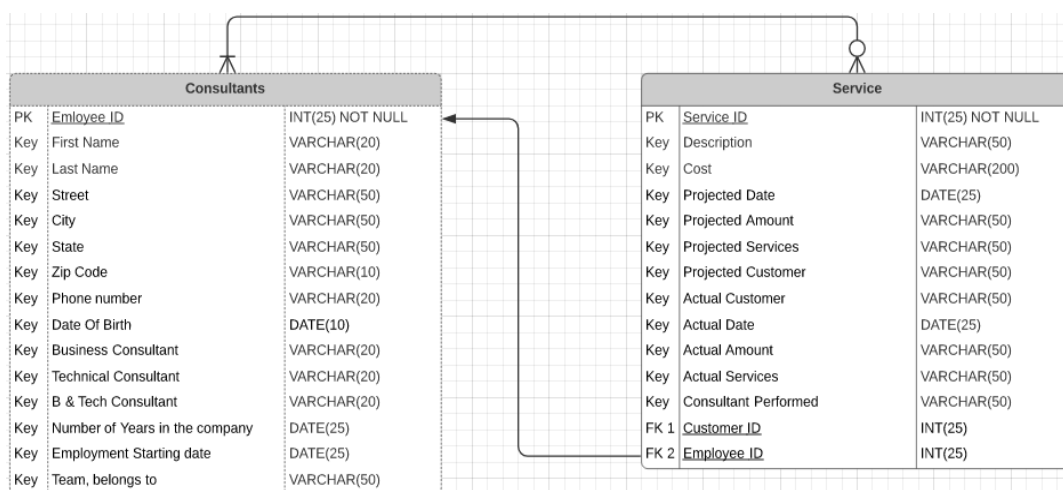 Consultants
PK Emloyee ID INT(25) NOT NULL
Key First Name VARCHAR(20)
Key Last Name VARCHAR(20)
Key Street VARCHAR(50)
Key City VARCHAR(50)
Key State VARCHAR(50)
Key Zip Code VARCHAR(10)
Key Phone number VARCHAR(20)
Key Date Of Birth DATE(10)
Key Business Consultant VARCHAR(20)
Key Technical Consultant VARCHAR(20)
Key B & Tech Consultant VARCHAR(20)
Key Number of Years in the company DATE(25)
Key Employment Starting date DATE(25)
Key Team, belongs to VARCHAR(50)
Service
PK Service ID INT(25) NOT NULL
Key Description VARCHAR(50)
Key Cost VARCHAR(200)
Key Projected Date DATE(25)
Key Projected Amount VARCHAR(50)
Key Projected Services VARCHAR(50)
Key Projected Customer VARCHAR(50)
Key Actual Customer VARCHAR(50)
Key Actual Date DATE(25)
Key Actual Amount VARCHAR(50)
Key Actual Services VARCHAR(50)
Key Consultant Performed VARCHAR(50)
FK 1 Customer ID INT(25)
FK 2 Employee ID INT(25)